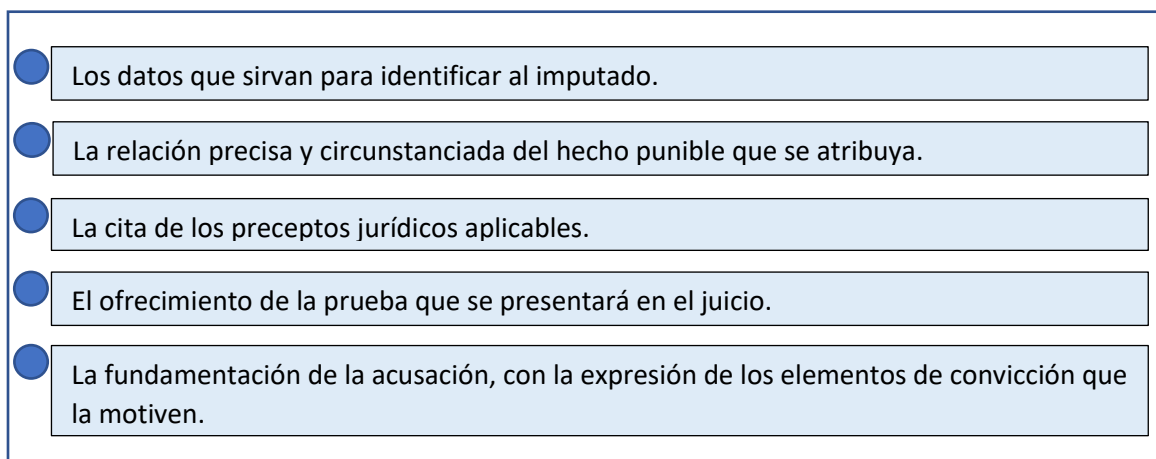 Los datos que sirvan para identificar al imputado.
La relación precisa y circunstanciada del hecho punible que se atribuya.
La cita de los preceptos jurídicos aplicables.
El ofrecimiento de la prueba que se presentará en el juicio.
La fundamentación de la acusación, con la expresión de los elementos de convicción que
la motiven.